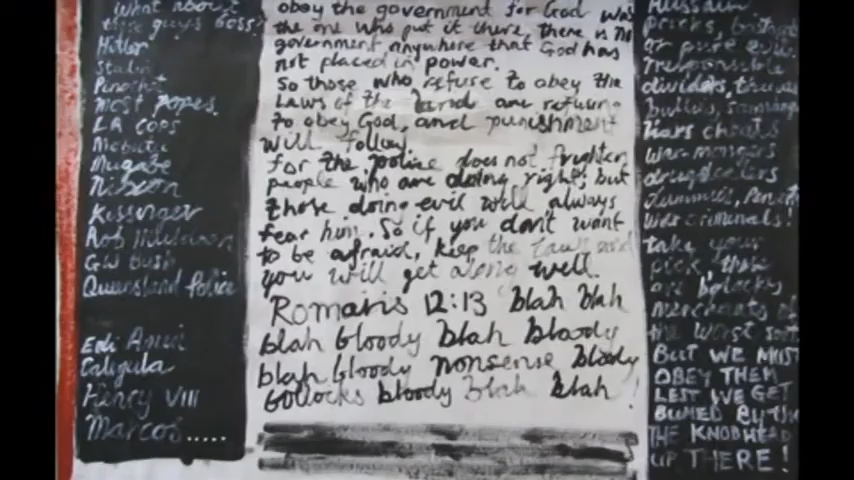 What about
these guys boss?
Hitler
Stalin
Pinochet
most popes
LA cops
Mobutu
Mugabe
Nixon
Kissinger
Rob
GW Bush
Queensland Police
Idi Amin
Caligula
Henry VIII
Marcos.....
obey the government for God was
the one who put it there, there is no
government anywhere that God has
not placed in power.
So those who refuse to obey the
laws of the land are refusing
to obey God, and punishment
will follow.
for the police does not frighten
people who are doing right; but
those doing evil will always
fear him. So if you don't want
to be afraid, keep the laws and
you will get along well.
Romans 12:13 blah blah
blah bloody blah bloody
blah bloody nonsense bloody
bollocks bloody blah blah !
Hussain
pricks,
or pure evil
Irresponsible
dividers,
bullies,
liars cheats
war-mongers
drug dealers
war criminals!
take your
pick, they
are bollocks
merchants of
the worst sort
BUT WE MUST
OBEY THEM
LEST WE GET
BURNED BY THE
THE KNOBHEAD
UP THERE!